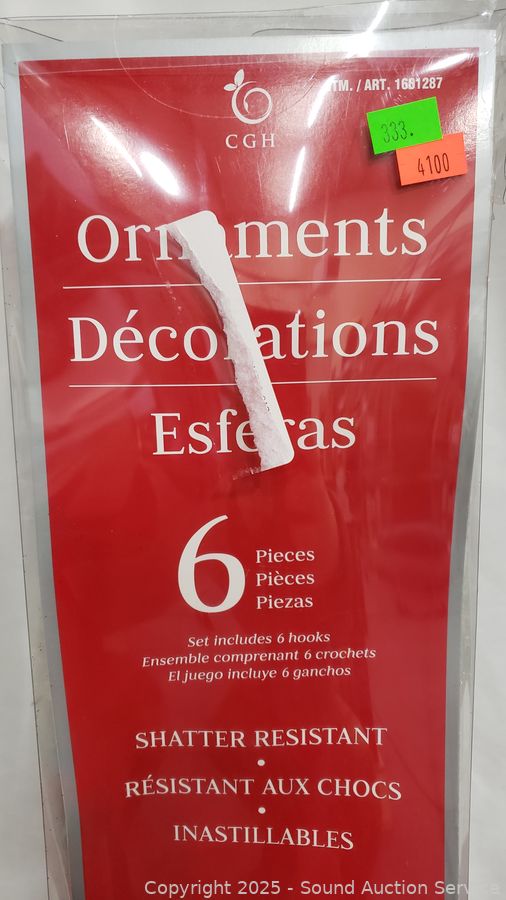 CGH
ITM. / ART. 1681287
333.
4100
Ornaments
Décorations
Esferas
6
Pieces
Pièces
Piezas
Set includes 6 hooks
Ensemble comprenant 6 crochets
El juego incluye 6 ganchos
SHATTER RESISTANT
•
RÉSISTANT AUX CHOCS
•
INASTILLABLES
Copyright 2025 - Sound Auction Service